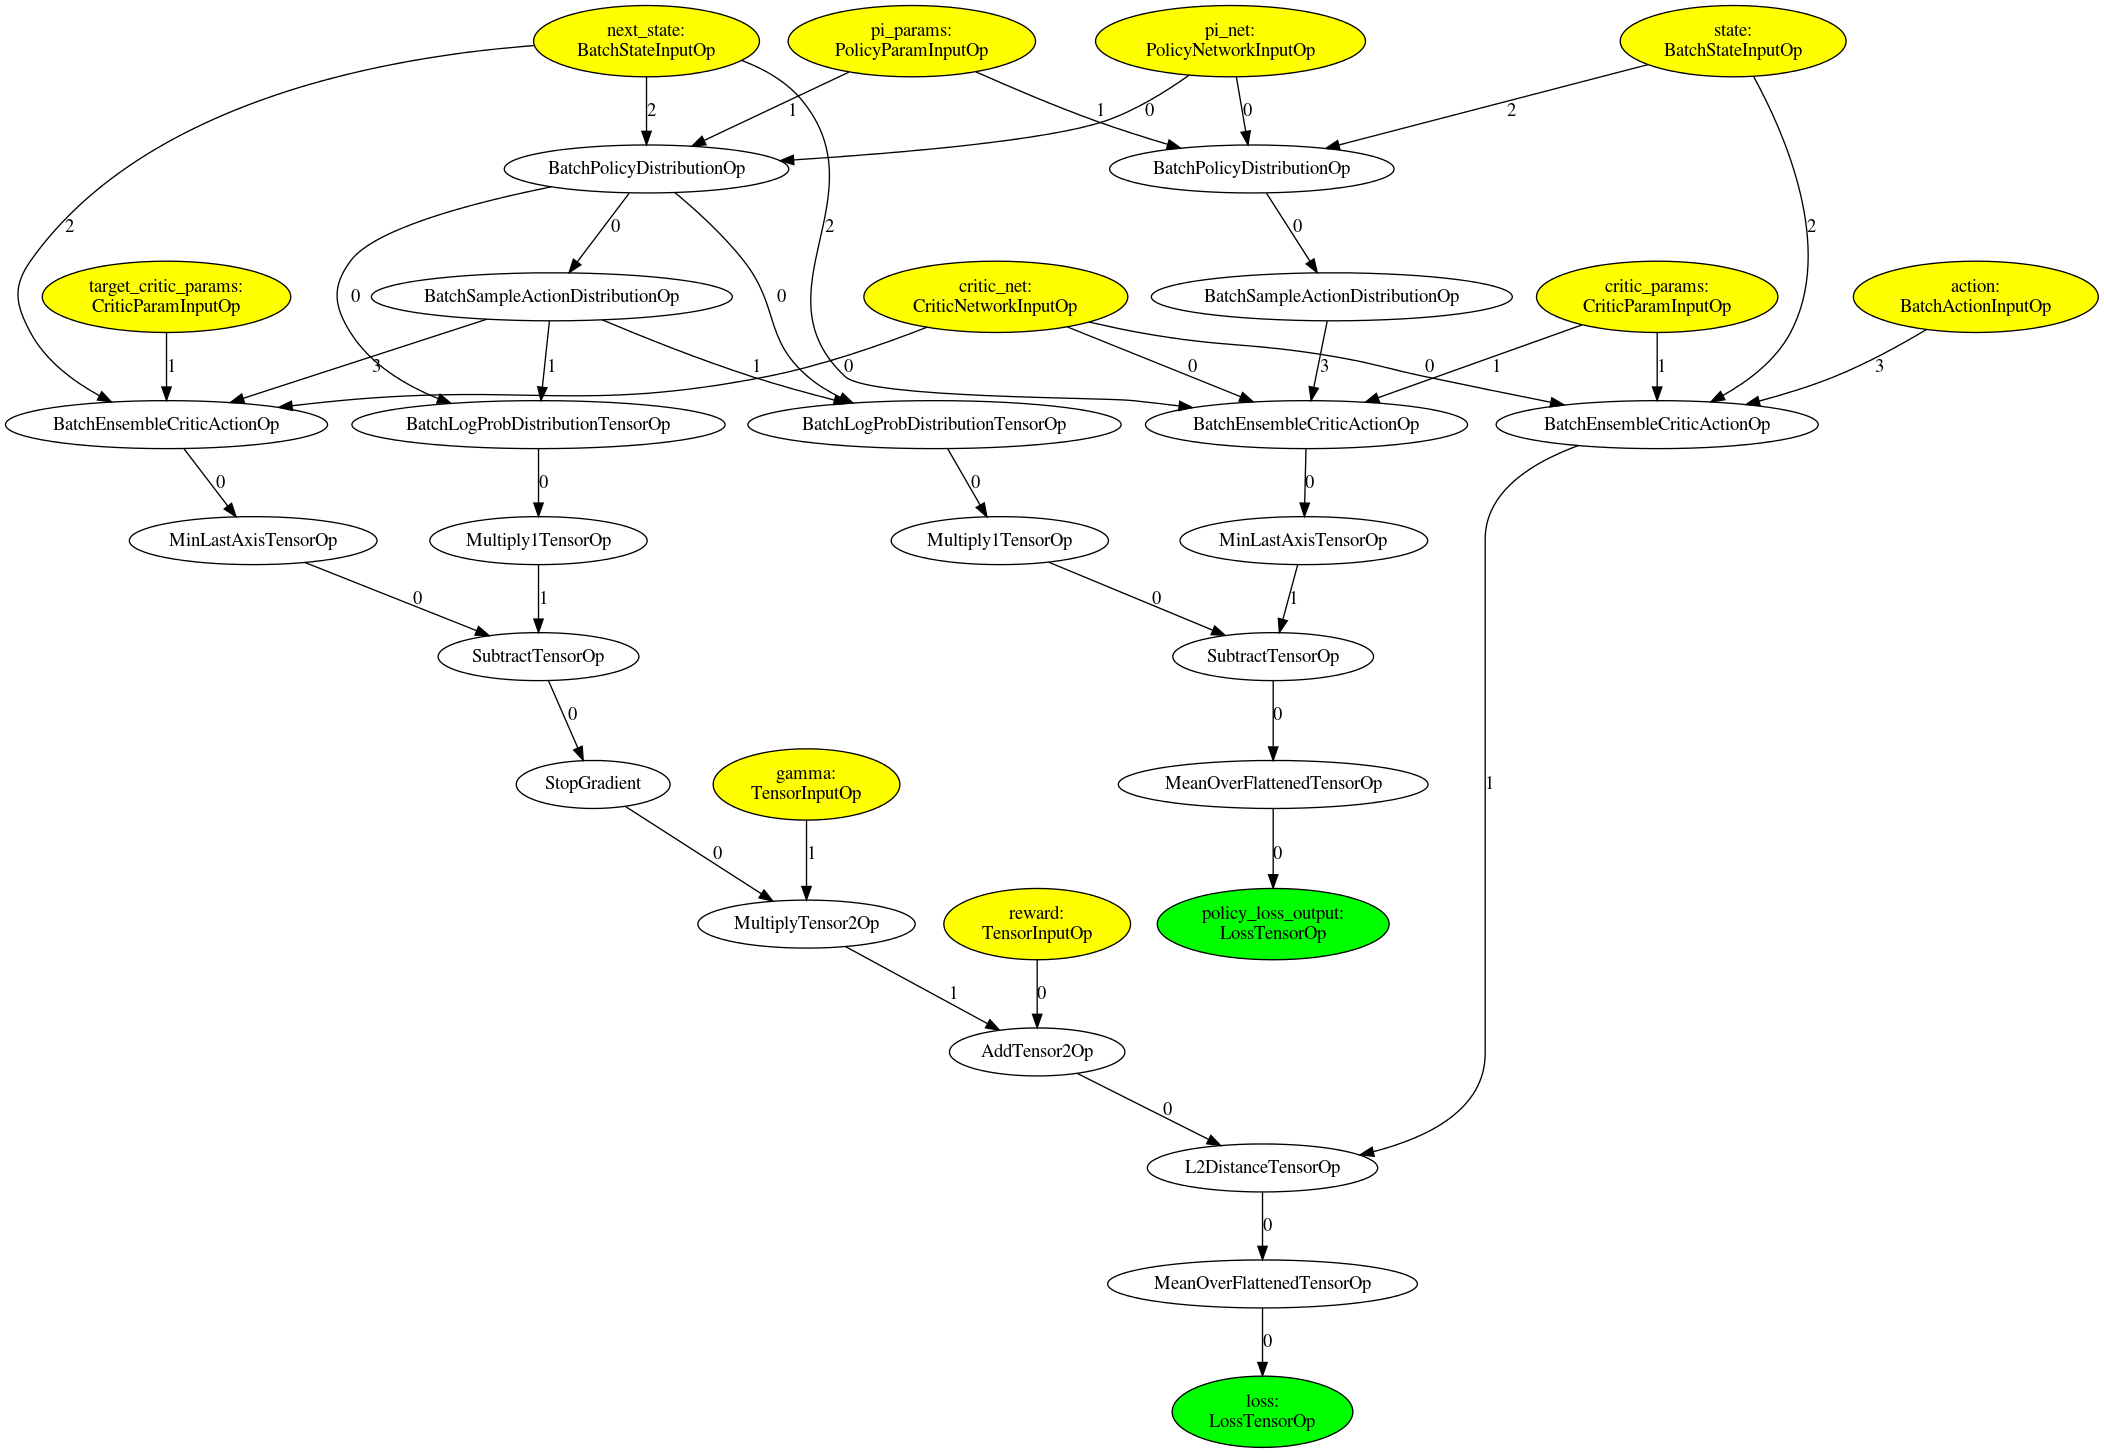 next_state:
BatchStateInputOp
pi_params:
PolicyParamInputOp
pi_net:
PolicyNetworkInputOp
state:
BatchStateInputOp
2
1
0
1
0
2
BatchPolicyDistributionOp
BatchPolicyDistributionOp
2
0
2
0
2
target_critic_params:
CriticParamInputOp
0
BatchSampleActionDistributionOp
0
critic_net:
CriticNetworkInputOp
BatchSampleActionDistributionOp
critic_params:
CriticParamInputOp
action:
BatchActionInputOp
1
3
1
1
0
0
3
0
1
1
3
BatchEnsembleCriticActionOp
BatchLogProbDistributionTensorOp
BatchLogProbDistributionTensorOp
BatchEnsembleCriticActionOp
BatchEnsembleCriticActionOp
0
0
0
0
MinLastAxisTensorOp
Multiply1TensorOp
Multiply1TensorOp
MinLastAxisTensorOp
0
1
0
1
SubtractTensorOp
SubtractTensorOp
0
0
StopGradient
gamma:
TensorInputOp
MeanOverFlattenedTensorOp
1
0
1
0
MultiplyTensor2Op
reward:
TensorInputOp
policy_loss_output:
LossTensorOp
1
0
AddTensor2Op
0
L2DistanceTensorOp
0
MeanOverFlattenedTensorOp
0
loss:
LossTensorOp